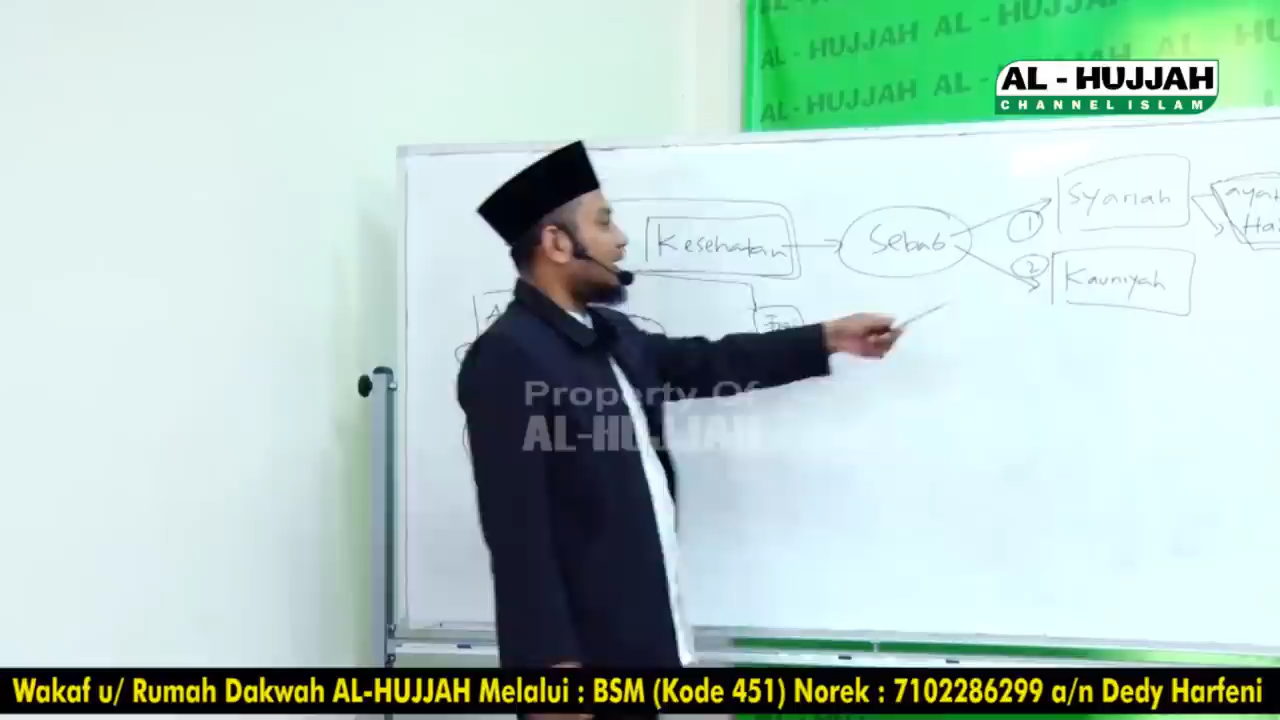 AL - HUJJAH AL - HUJJAH
AL - HUJJAH
AL - HUJJAH
CHANNEL ISLAM
Kesehatan
Sebab
1
Syariah
2
Kauniyah
Property Of
AL-HUJJAH
Wakaf u/ Rumah Dakwah AL-HUJJAH Melalui : BSM (Kode 451) Norek : 7102286299 a/n Dedy Harfeni